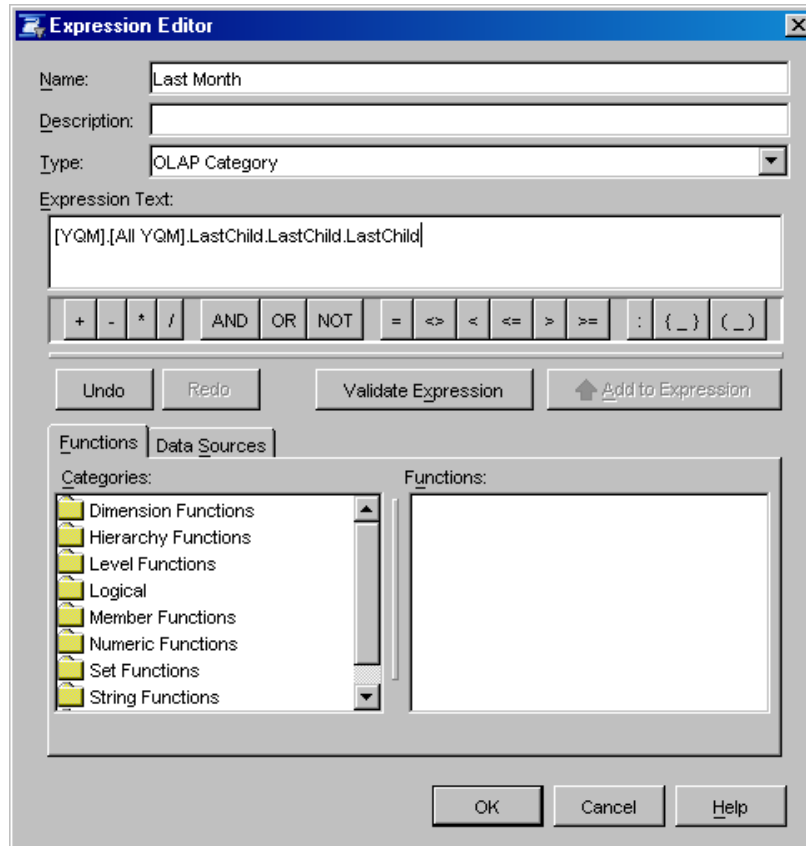 Expression Editor
Name: Last Month
Description:
Type: OLAP Category
Expression Text:
[YQM].[All YQM].LastChild.LastChild.LastChild
+ - * / AND OR NOT = <> < <= > >= : { _ } ( _ )
Undo Redo Validate Expression Add to Expression
Functions Data Sources
Categories: Functions:
Dimension Functions
Hierarchy Functions
Level Functions
Logical
Member Functions
Numeric Functions
Set Functions
String Functions
OK Cancel Help